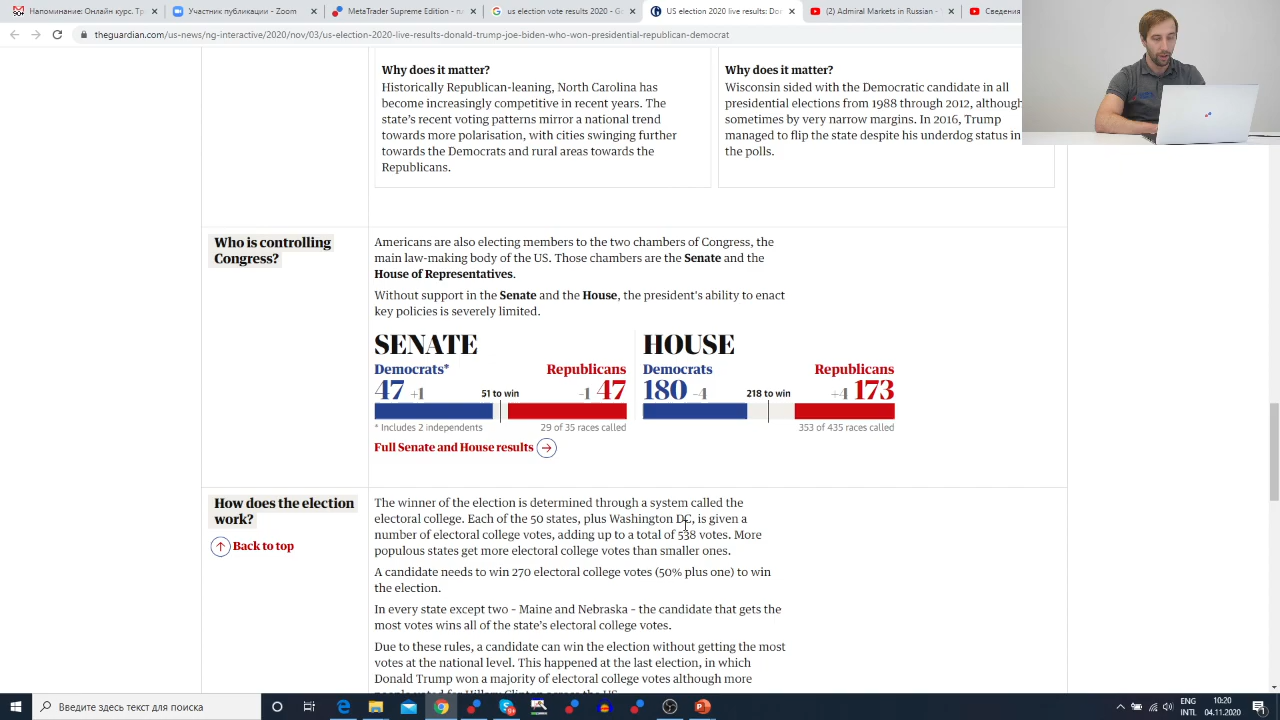 Напоминание: Онлайн-курс. Тр
Участник публикации - Zoom
MetaTrader Supreme Edition - п
us election vote results 2020 - G
US election 2020 live results: Do
(2) Admiral Markets in Russian -
Сведения
theguardian.com/us-news/ng-interactive/2020/nov/03/us-election-2020-live-results-donald-trump-joe-biden-who-won-presidential-republican-democrat
Why does it matter?
Historically Republican-leaning, North Carolina has
become increasingly competitive in recent years. The
state's recent voting patterns mirror a national trend
towards more polarisation, with cities swinging further
towards the Democrats and rural areas towards the
Republicans.
Why does it matter?
Wisconsin sided with the Democratic candidate in all
presidential elections from 1988 through 2012, although
sometimes by very narrow margins. In 2016, Trump
managed to flip the state despite his underdog status in
the polls.
Who is controlling
Congress?
Americans are also electing members to the two chambers of Congress, the
main law-making body of the US. Those chambers are the Senate and the
House of Representatives.
Without support in the Senate and the House, the president's ability to enact
key policies is severely limited.
SENATE
Democrats*
Republicans
47 +1
51 to win
-1 47
* Includes 2 independents
29 of 35 races called
HOUSE
Democrats
Republicans
180 -4
218 to win
+4 173
353 of 435 races called
Full Senate and House results
How does the election
work?
Back to top
The winner of the election is determined through a system called the
electoral college. Each of the 50 states, plus Washington DC, is given a
number of electoral college votes, adding up to a total of 538 votes. More
populous states get more electoral college votes than smaller ones.
A candidate needs to win 270 electoral college votes (50% plus one) to win
the election.
In every state except two – Maine and Nebraska – the candidate that gets the
most votes wins all of the state's electoral college votes.
Due to these rules, a candidate can win the election without getting the most
votes at the national level. This happened at the last election, in which
Donald Trump won a majority of electoral college votes although more
people voted for Hillary Clinton across the US.
Введите здесь текст для поиска
ENG
INTL
10:20
04.11.2020